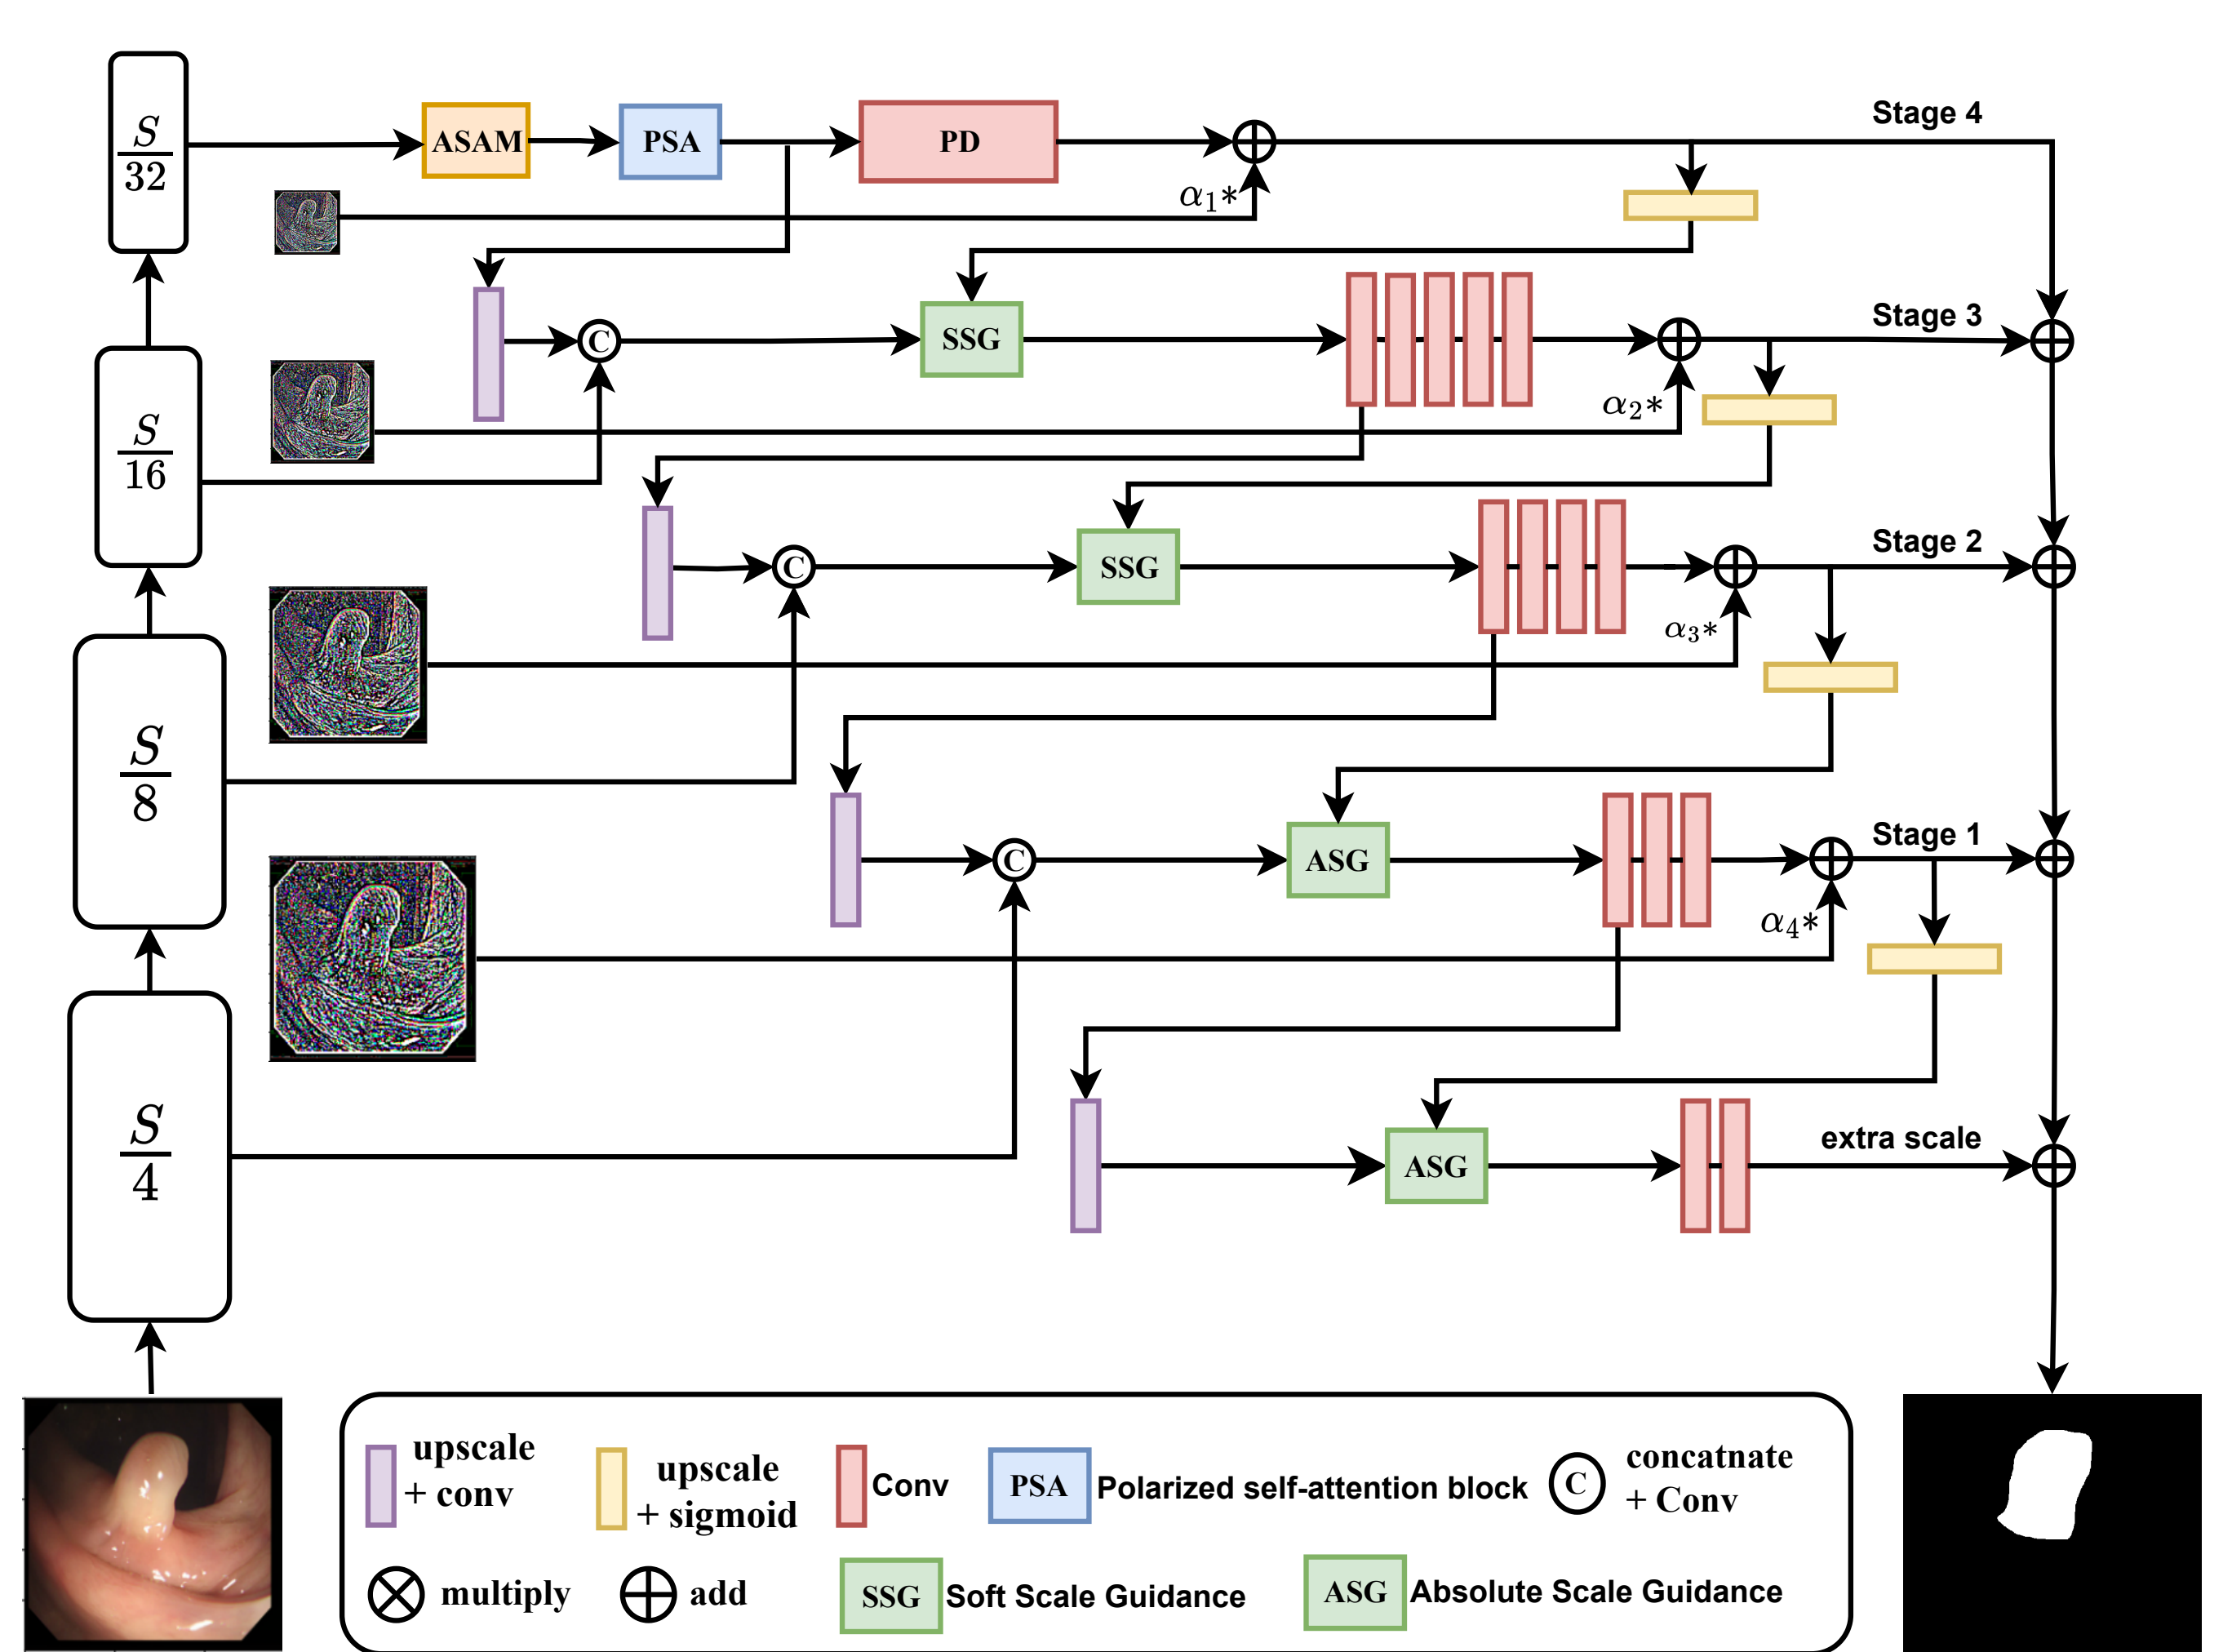 S/32
ASAM
PSA
PD
Stage 4
α₁*
S/16
SSG
Stage 3
C
α₂*
S/8
C
SSG
Stage 2
α₃*
S/4
C
ASG
Stage 1
α₄*
ASG
extra scale
upscale
+ conv
upscale
+ sigmoid
Conv
PSA Polarized self-attention block
C
concatnate
+ Conv
multiply
add
SSG Soft Scale Guidance
ASG Absolute Scale Guidance